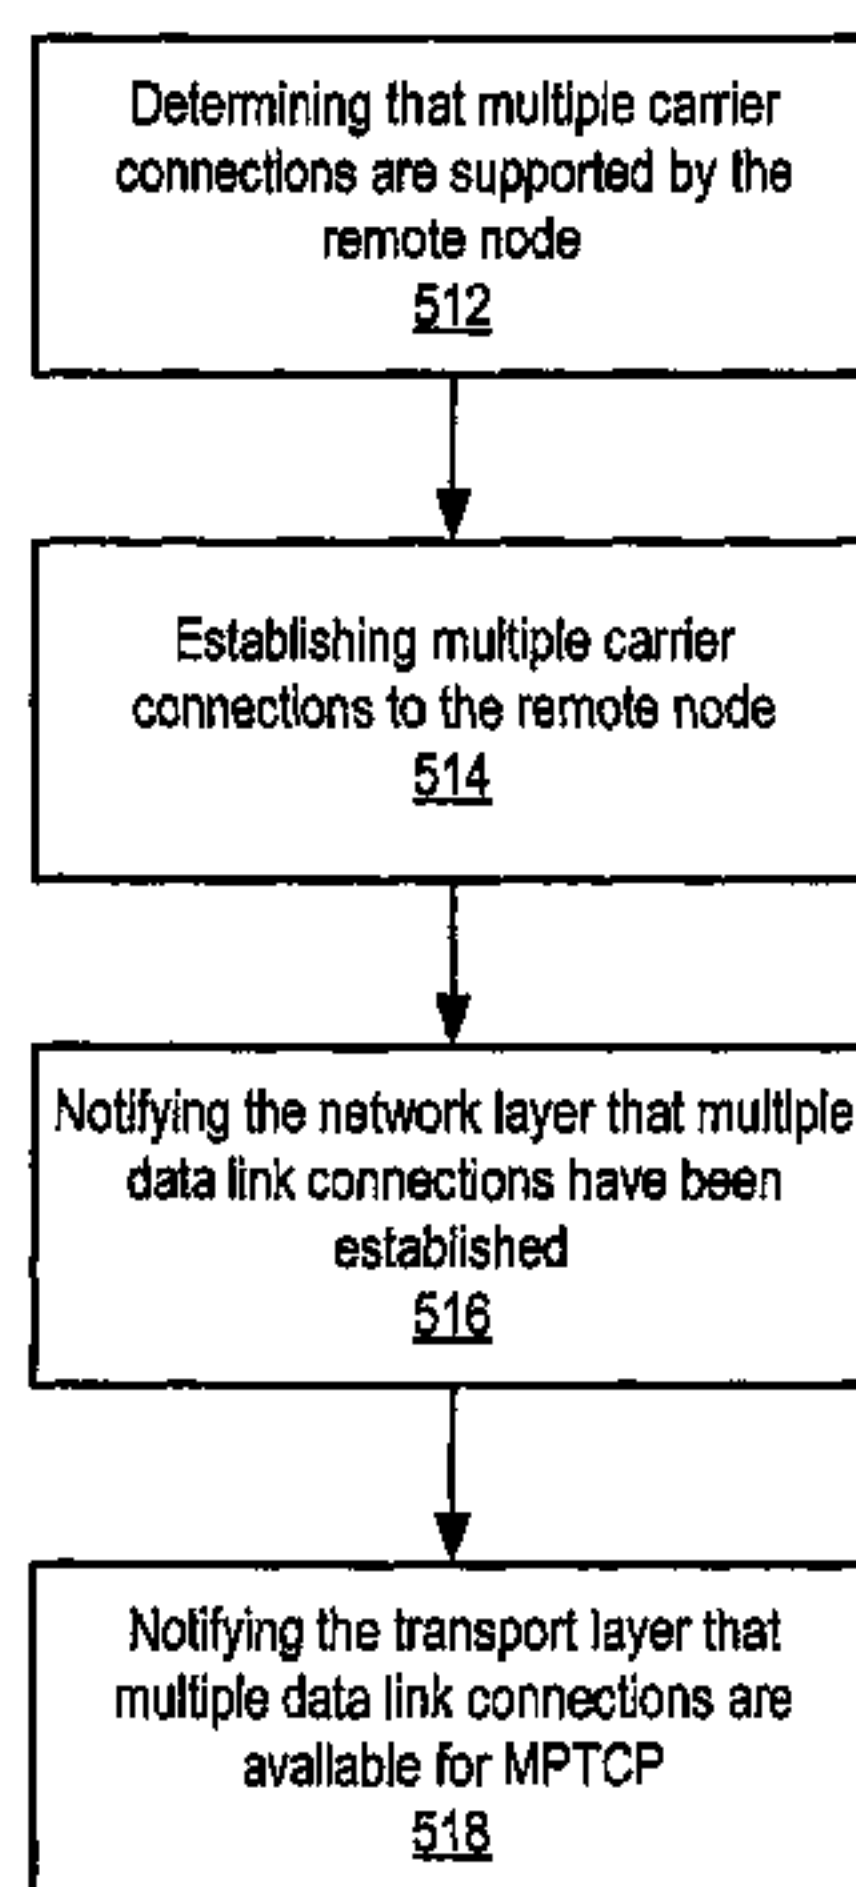 Determining that multiple carrier
connections are supported by the
remote node
512
Establishing multiple carrier
connections to the remote node
514
Notifying the network layer that multiple
data link connections have been
established
516
Notifying the transport layer that
multiple data link connections are
available for MPTCP
518